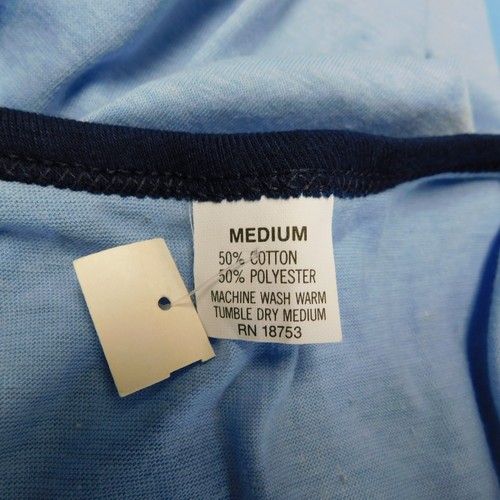 MEDIUM
50% COTTON
50% POLYESTER
MACHINE WASH WARM
TUMBLE DRY MEDIUM
RN 18753